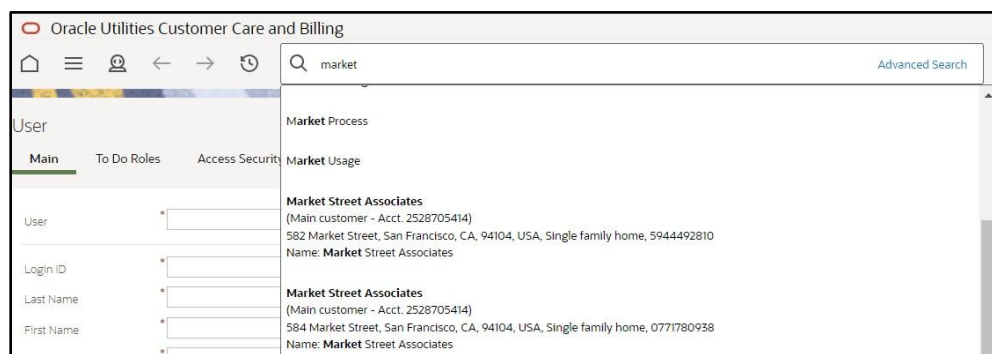 Oracle Utilities Customer Care and Billing
market
Advanced Search
Market Process
User
Main To Do Roles Access Security
Market Usage
Market Street Associates
(Main customer - Acct. 2528705414)
User *
582 Market Street, San Francisco, CA, 94104, USA, Single family home, 5944492810
Name: Market Street Associates
Login ID *
Last Name *
Market Street Associates
(Main customer - Acct. 2528705414)
First Name *
584 Market Street, San Francisco, CA, 94104, USA, Single family home, 0771780938
Name: Market Street Associates
*